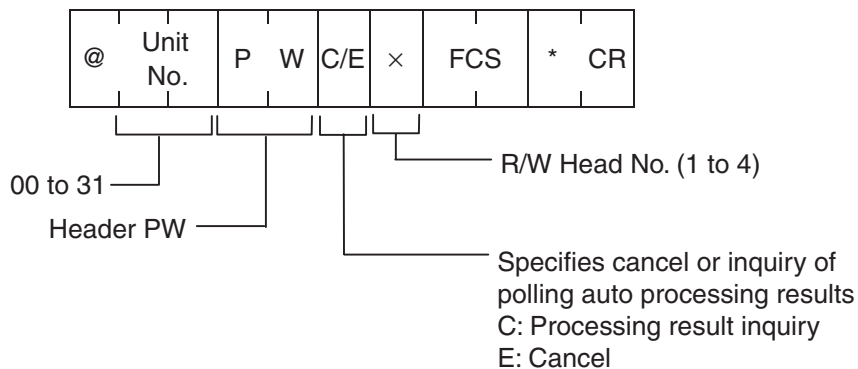 @ Unit No. P W C/E × FCS * CR
R/W Head No. (1 to 4)
00 to 31
Header PW
Specifies cancel or inquiry of
polling auto processing results
C: Processing result inquiry
E: Cancel